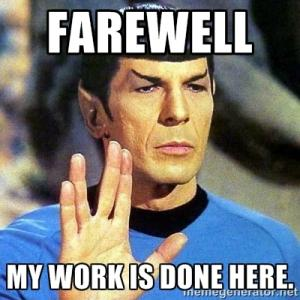 FAREWELL
MY WORK IS DONE HERE.
memegenerator.net